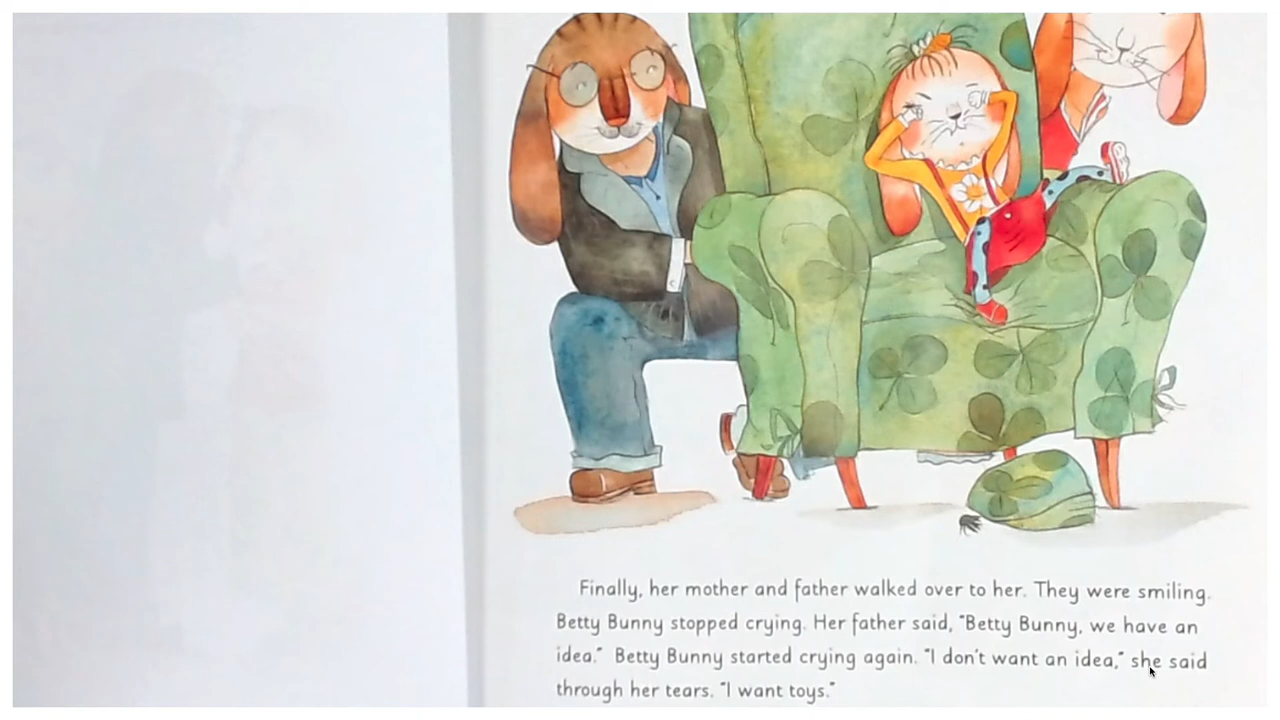 Finally, her mother and father walked over to her. They were smiling.
Betty Bunny stopped crying. Her father said, "Betty Bunny, we have an
idea." Betty Bunny started crying again. "I don't want an idea," she said
through her tears. "I want toys."